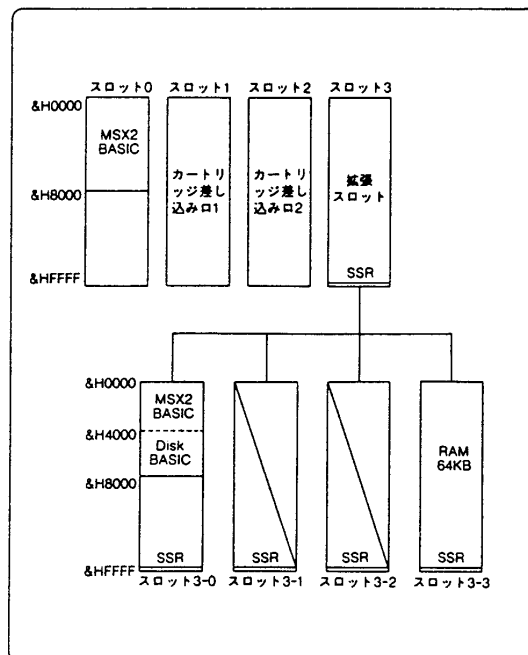 スロット0
スロット1
スロット2
スロット3
&H0000
&H8000
&HFFFF
MSX2
BASIC
カートリ
ッジ差し
込み口1
カートリ
ッジ差し
込み口2
拡張
スロット
SSR
&H0000
&H4000
&H8000
&HFFFF
MSX2
BASIC
Disk
BASIC
SSR
SSR
SSR
RAM
64KB
SSR
スロット3-0
スロット3-1
スロット3-2
スロット3-3